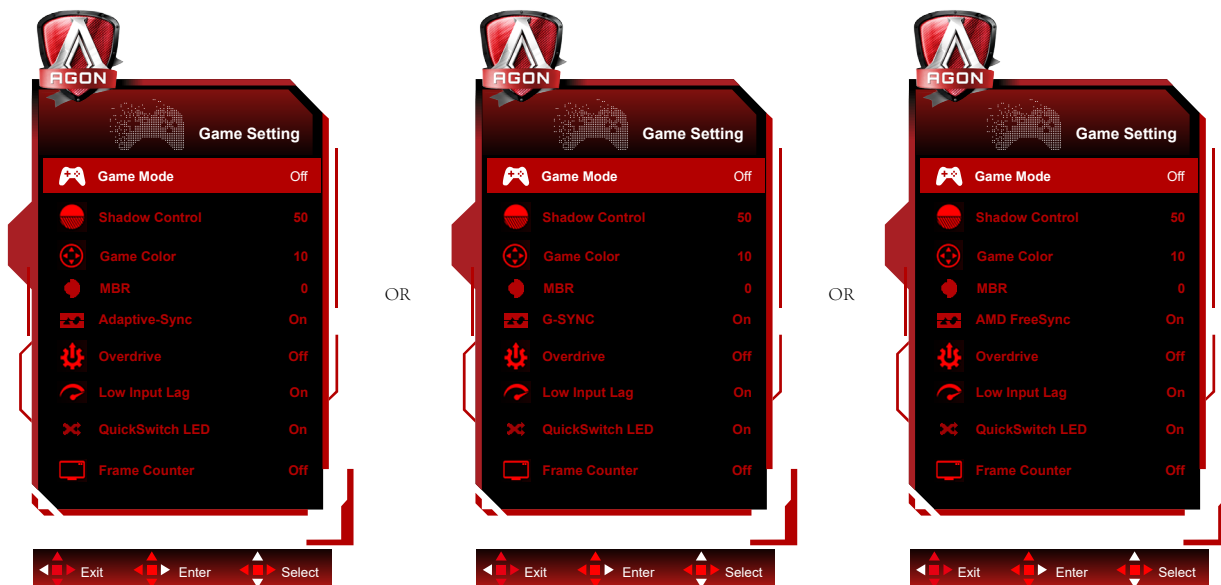 AGON
Game Setting
Game Mode Off
Shadow Control 50
Game Color 10
MBR 0
Adaptive-Sync On
Overdrive Off
Low Input Lag On
QuickSwitch LED On
Frame Counter Off
Exit Enter Select
OR
AGON
Game Setting
Game Mode Off
Shadow Control 50
Game Color 10
MBR 0
G-SYNC On
Overdrive Off
Low Input Lag On
QuickSwitch LED On
Frame Counter Off
Exit Enter Select
OR
AGON
Game Setting
Game Mode Off
Shadow Control 50
Game Color 10
MBR 0
AMD FreeSync On
Overdrive Off
Low Input Lag On
QuickSwitch LED On
Frame Counter Off
Exit Enter Select